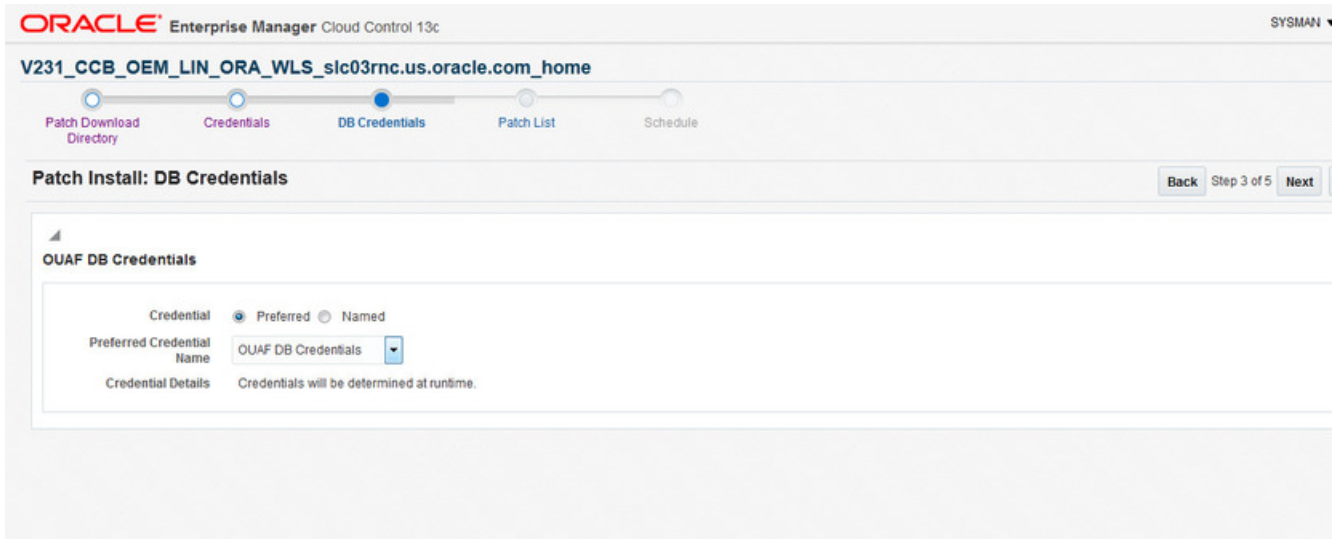 ORACLE Enterprise Manager Cloud Control 13c
SYSMAN
V231_CCB_OEM_LIN_ORA_WLS_slc03rnc.us.oracle.com_home
Patch Download
Directory
Credentials
DB Credentials
Patch List
Schedule
Patch Install: DB Credentials
Back Step 3 of 5 Next
OUAF DB Credentials
Credential Preferred Named
Preferred Credential
Name
OUAF DB Credentials
Credential Details Credentials will be determined at runtime.